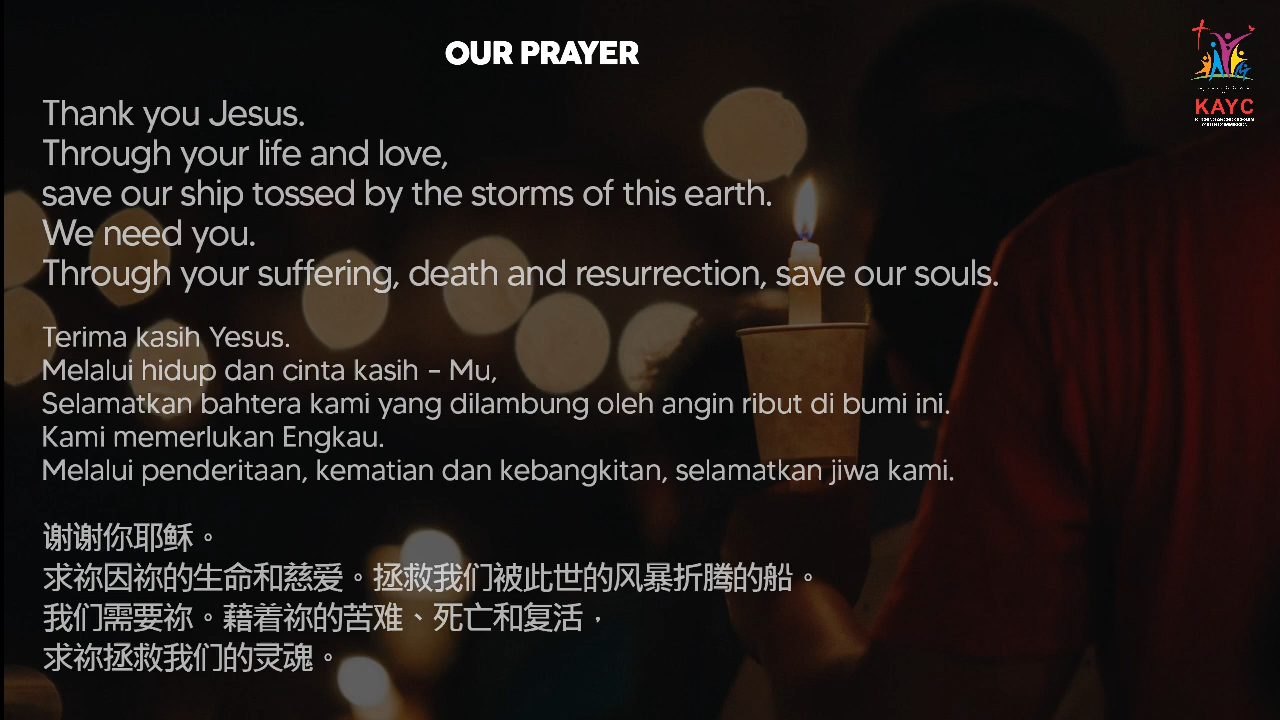 OUR PRAYER
KAYC
Thank you Jesus.
Through your life and love,
save our ship tossed by the storms of this earth.
We need you.
Through your suffering, death and resurrection, save our souls.
Terima kasih Yesus.
Melalui hidup dan cinta kasih – Mu,
Selamatkan bahtera kami yang dilambung oleh angin ribut di bumi ini.
Kami memerlukan Engkau.
Melalui penderitaan, kematian dan kebangkitan, selamatkan jiwa kami.
谢谢你耶稣。
求祢因祢的生命和慈爱。拯救我们被此世的风暴折腾的船。
我们需要祢。藉着祢的苦难、死亡和复活，
求祢拯救我们的灵魂。